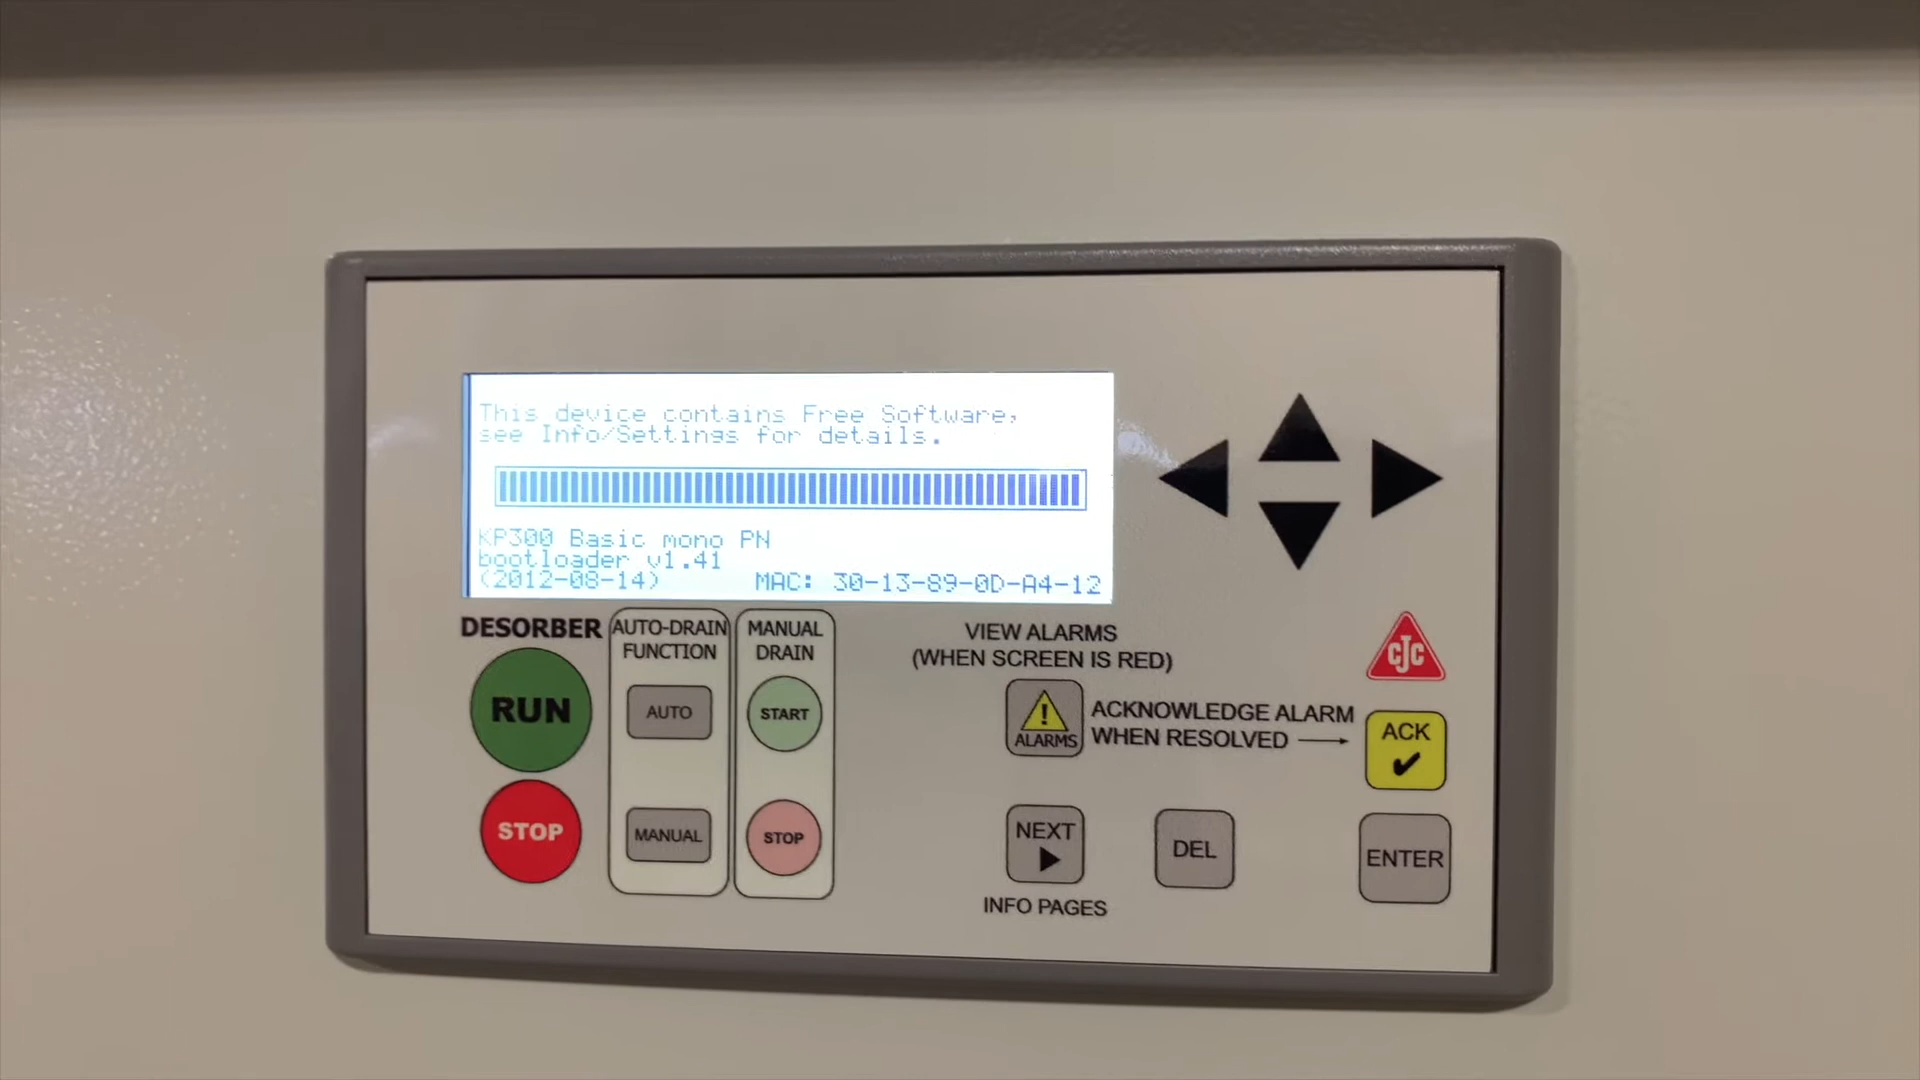 This device contains Free Software,
see Info/Settings for details.
KP300 Basic mono PN
bootloader v1.41
(2012-08-14) MAC: 30-13-89-0D-A4-12
DESORBER
RUN
STOP
AUTO-DRAIN
FUNCTION
AUTO
MANUAL
MANUAL
DRAIN
START
STOP
VIEW ALARMS
(WHEN SCREEN IS RED)
!
ALARMS
ACKNOWLEDGE ALARM
WHEN RESOLVED
CJC
ACK
NEXT
INFO PAGES
DEL
ENTER